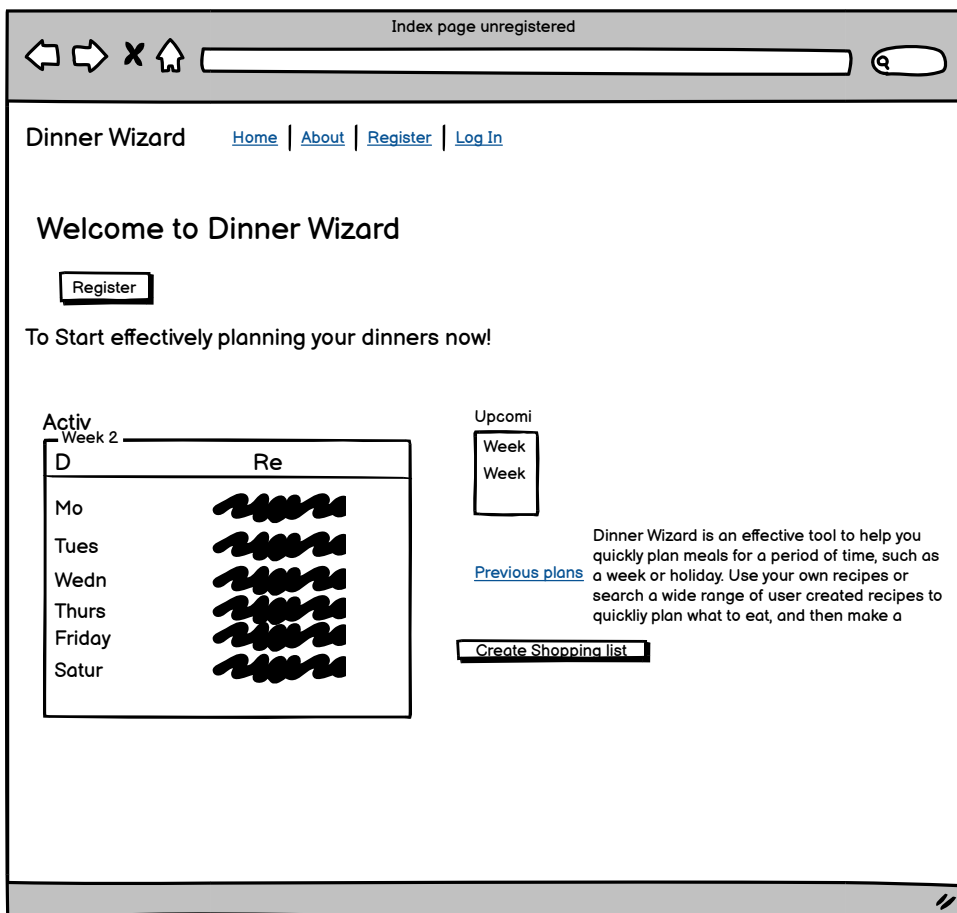 Index page unregistered
Dinner Wizard Home About Register Log In
Welcome to Dinner Wizard
Register
To Start effectively planning your dinners now!
Activ
Week 2
D Re
Mo
Tues
Wedn
Thurs
Friday
Satur
Upcomi
Week
Week
Previous plans
Dinner Wizard is an effective tool to help you
quickly plan meals for a period of time, such as
a week or holiday. Use your own recipes or
search a wide range of user created recipes to
quickliy plan what to eat, and then make a
Create Shopping list